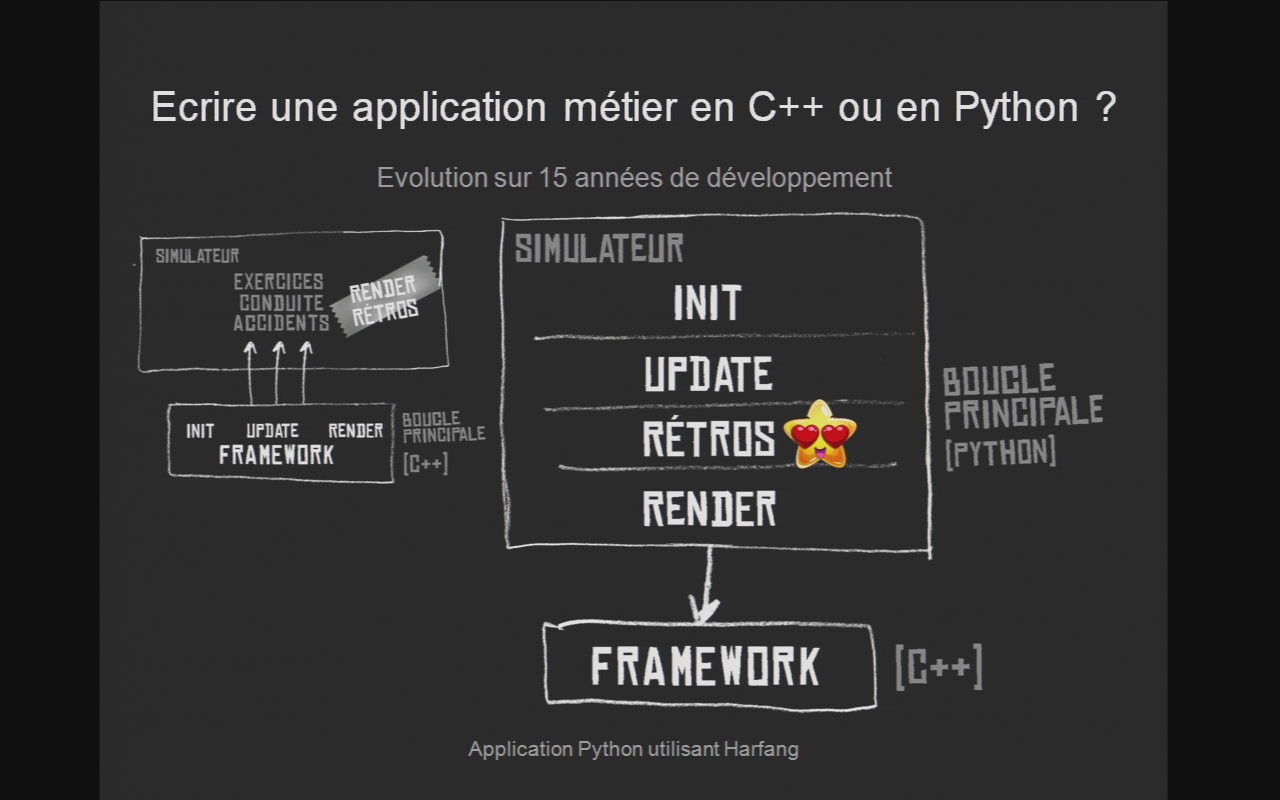 Ecrire une application métier en C++ ou en Python ?
Evolution sur 15 années de développement
SIMULATEUR
EXERCICES
CONDUITE
ACCIDENTS
RENDER
RÉTROS
INIT UPDATE RENDER
FRAMEWORK
BOUCLE
PRINCIPALE
[C++]
SIMULATEUR
INIT
UPDATE
RÉTROS
RENDER
BOUCLE
PRINCIPALE
[PYTHON]
FRAMEWORK
[C++]
Application Python utilisant Harfang